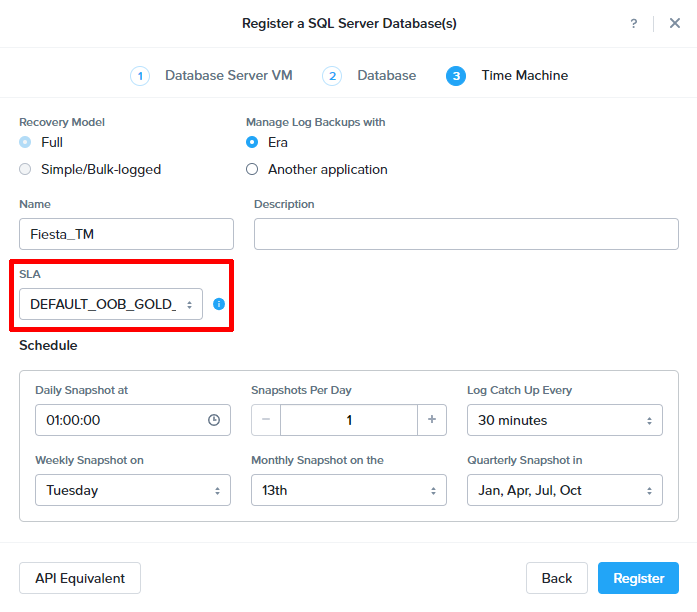 Register a SQL Server Database(s) ?
1 Database Server VM 2 Database 3 Time Machine
Recovery Model Manage Log Backups with
Full Era
Simple/Bulk-logged Another application
Name Description
Fiesta_TM
SLA
DEFAULT_OOB_GOLD_
Schedule
Daily Snapshot at Snapshots Per Day Log Catch Up Every
01:00:00 − 1 + 30 minutes
Weekly Snapshot on Monthly Snapshot on the Quarterly Snapshot in
Tuesday 13th Jan, Apr, Jul, Oct
API Equivalent Back Register